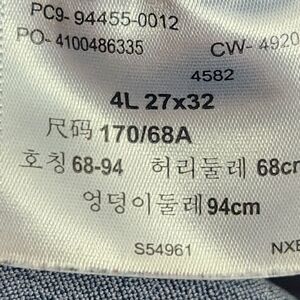 PC9- 94455-0012
PO- 4100486335 CW- 4920
4582
4L 27x32
尺码 170/68A
호칭 68-94 허리둘레 68cm
엉덩이둘레 94cm
S54961 NXE